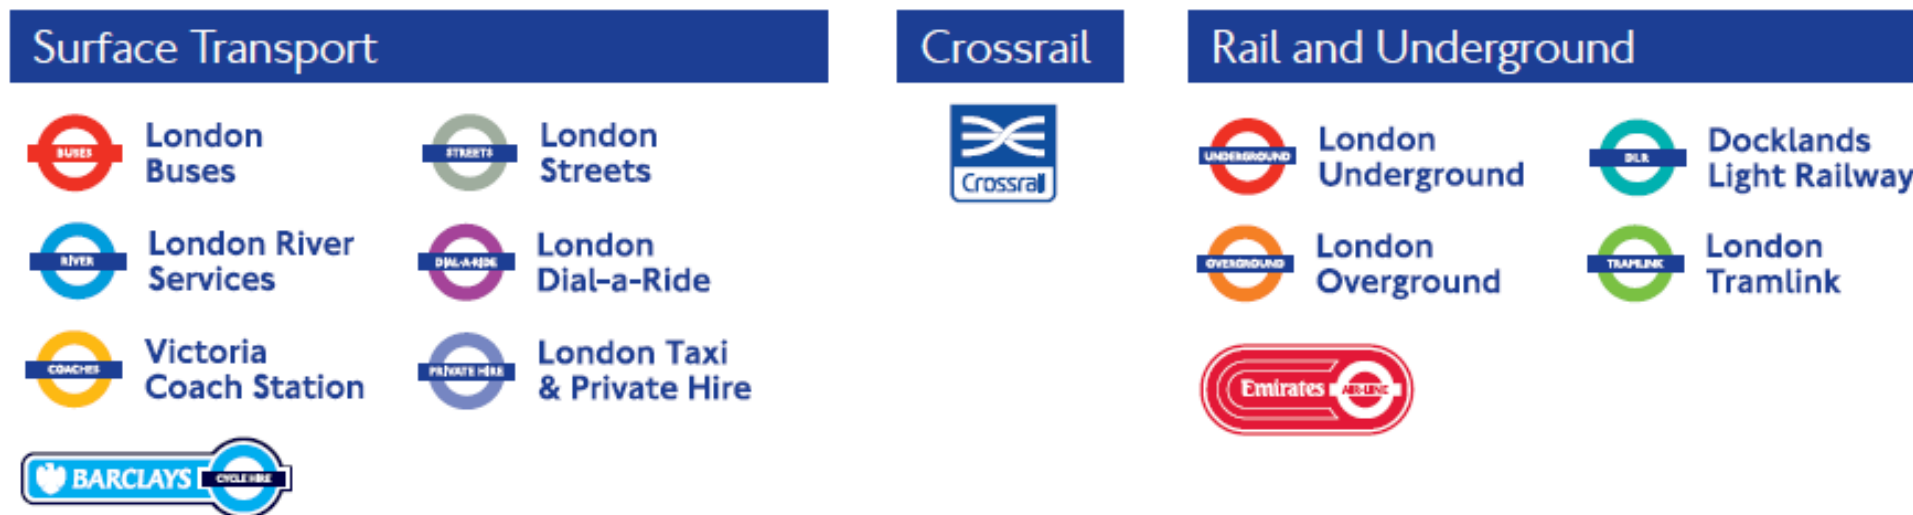 Surface Transport
BUSES
London
Buses
STREETS
London
Streets
RIVER
London River
Services
DIAL-A-RIDE
London
Dial-a-Ride
COACHES
Victoria
Coach Station
PRIVATE HIRE
London Taxi
& Private Hire
BARCLAYS
CYCLE HIRE
Crossrail
Crossrail
Rail and Underground
UNDERGROUND
London
Underground
DLR
Docklands
Light Railway
OVERGROUND
London
Overground
TRAMLINK
London
Tramlink
Emirates
AIR-LINE